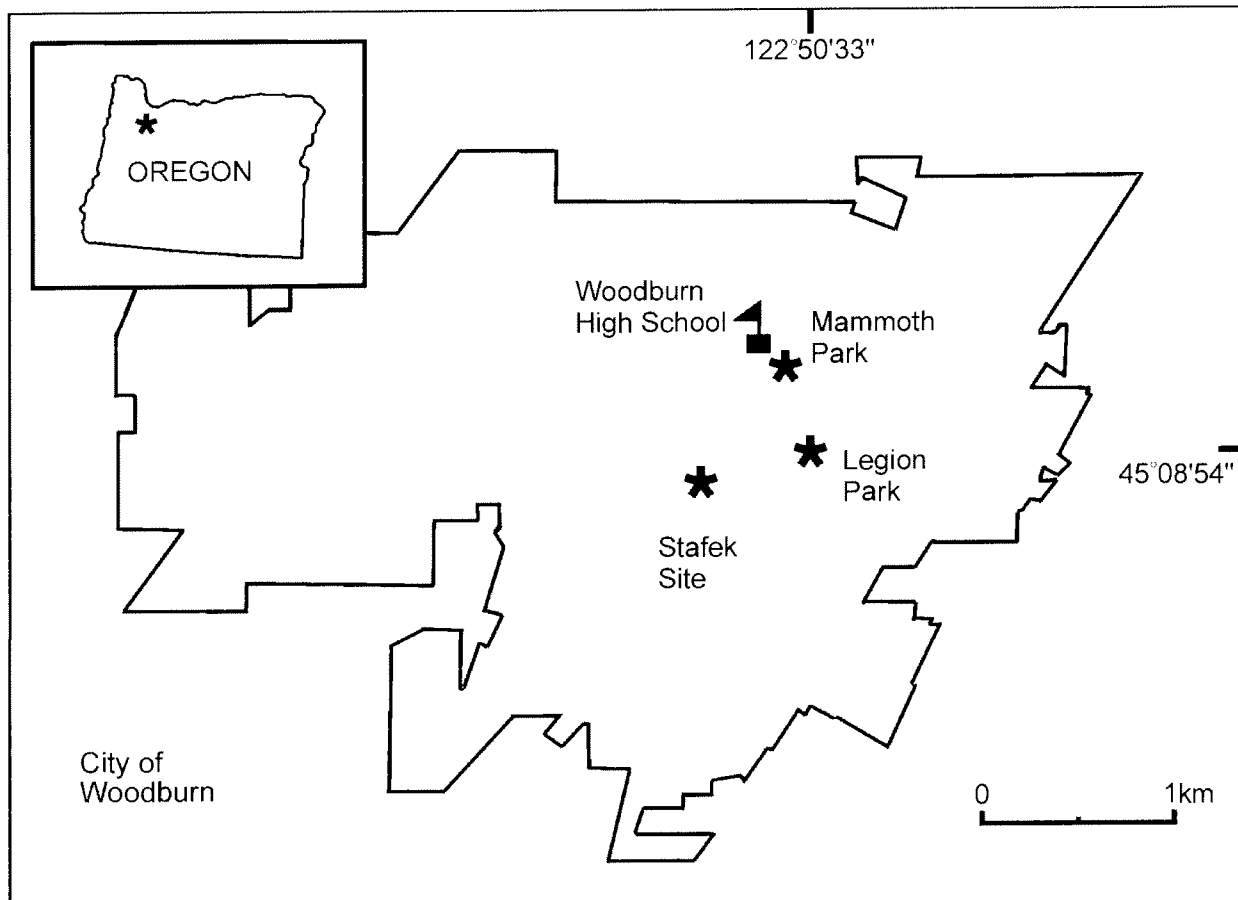 122°50'33"
OREGON
Woodburn
High School
Mammoth
Park
Legion
Park
45°08'54"
Stafek
Site
City of
Woodburn
0 1km